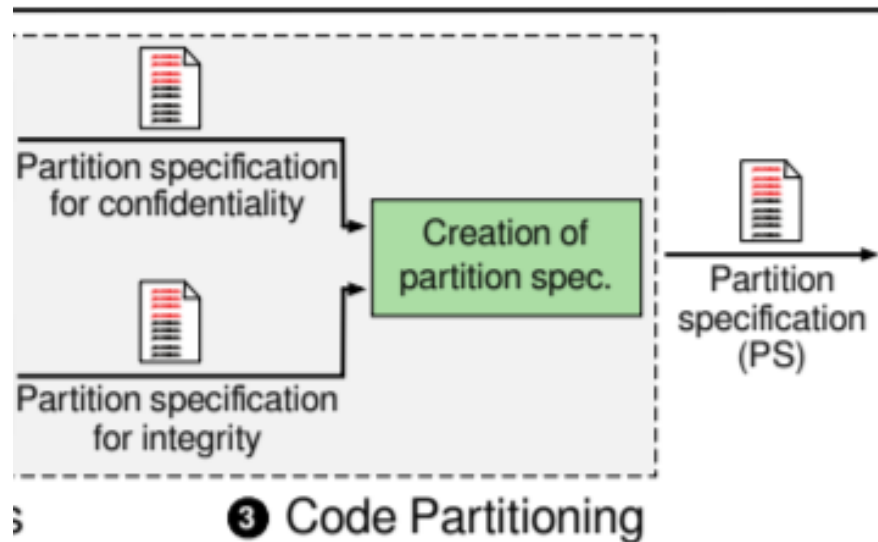 Partition specification
for confidentiality
Creation of
partition spec.
Partition
specification
(PS)
Partition specification
for integrity
s
❸ Code Partitioning